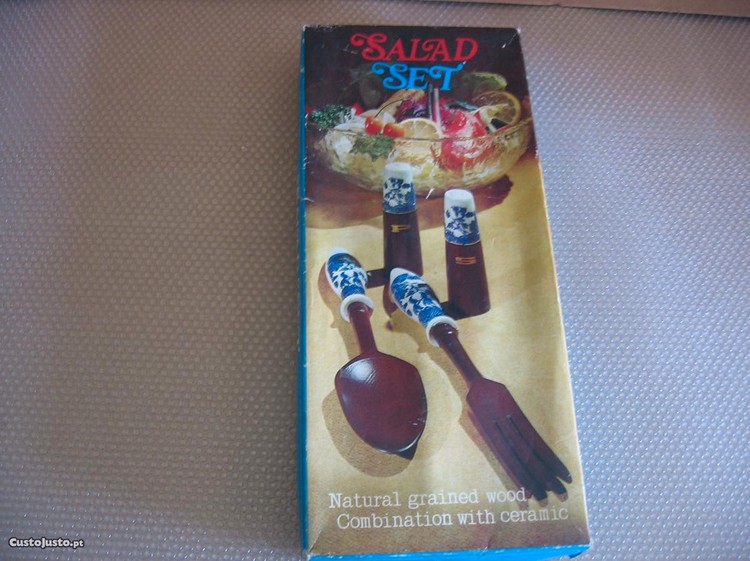 SALAD
SET
P
S
Natural grained wood
Combination with ceramic
CustoJusto.pt